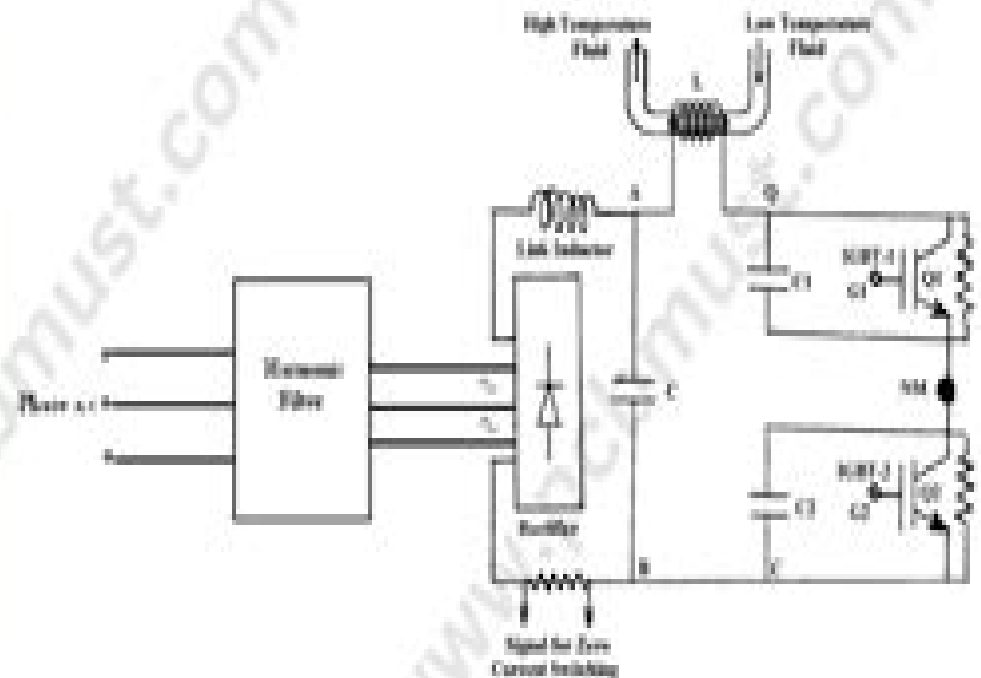 High Temperature
Fluid
Low Temperature
Fluid
L
A
Q
Link Inductor
IGBT-1
C1
G1
Q1
Harmonic
Filter
C
NM
IGBT-2
C2
G2
Q2
Rectifier
B
Signal for Zero
Current Switching